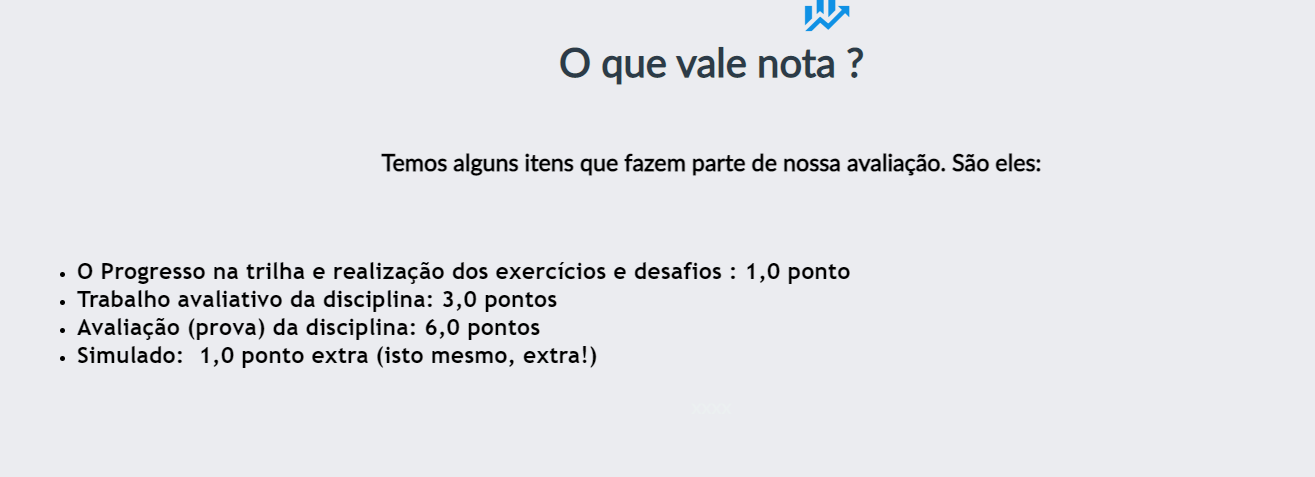 O que vale nota ?
Temos alguns itens que fazem parte de nossa avaliação. São eles:
• O Progresso na trilha e realização dos exercícios e desafios : 1,0 ponto
• Trabalho avaliativo da disciplina: 3,0 pontos
• Avaliação (prova) da disciplina: 6,0 pontos
• Simulado:  1,0 ponto extra (isto mesmo, extra!)